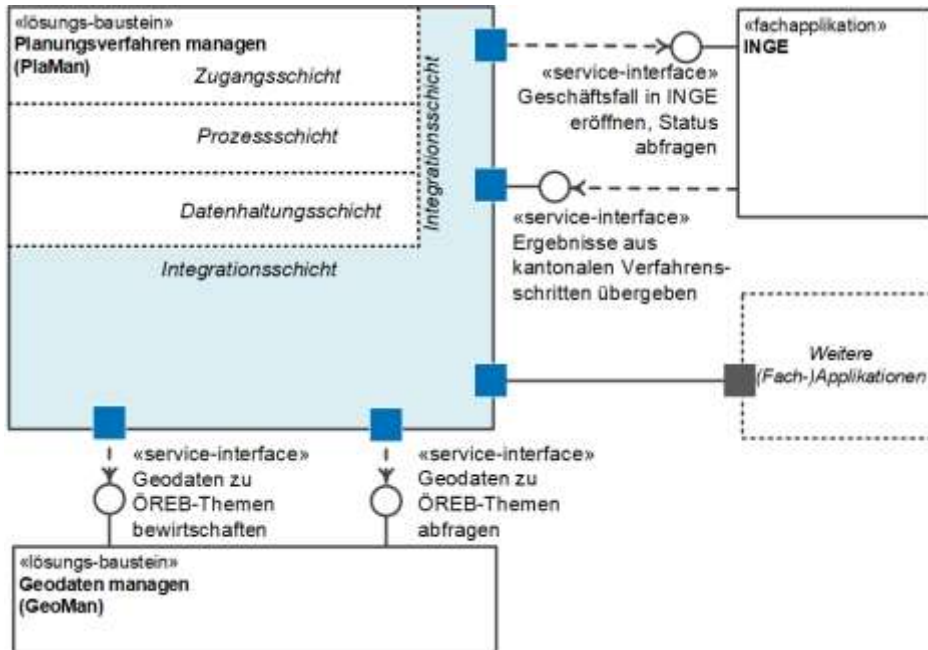 «lösungs-baustein»
Planungsverfahren managen
(PlaMan)
Zugangsschicht
Prozessschicht
Datenhaltungsschicht
Integrationsschicht
Integrationsschicht
«fachapplikation»
INGE
«service-interface»
Geschäftsfall in INGE
eröffnen, Status
abfragen
«service-interface»
Ergebnisse aus
kantonalen Verfahrens-
schritten übergeben
Weitere
(Fach-)Applikationen
«service-interface»
Geodaten zu
ÖREB-Themen
bewirtschaften
«service-interface»
Geodaten zu
ÖREB-Themen
abfragen
«lösungs-baustein»
Geodaten managen
(GeoMan)